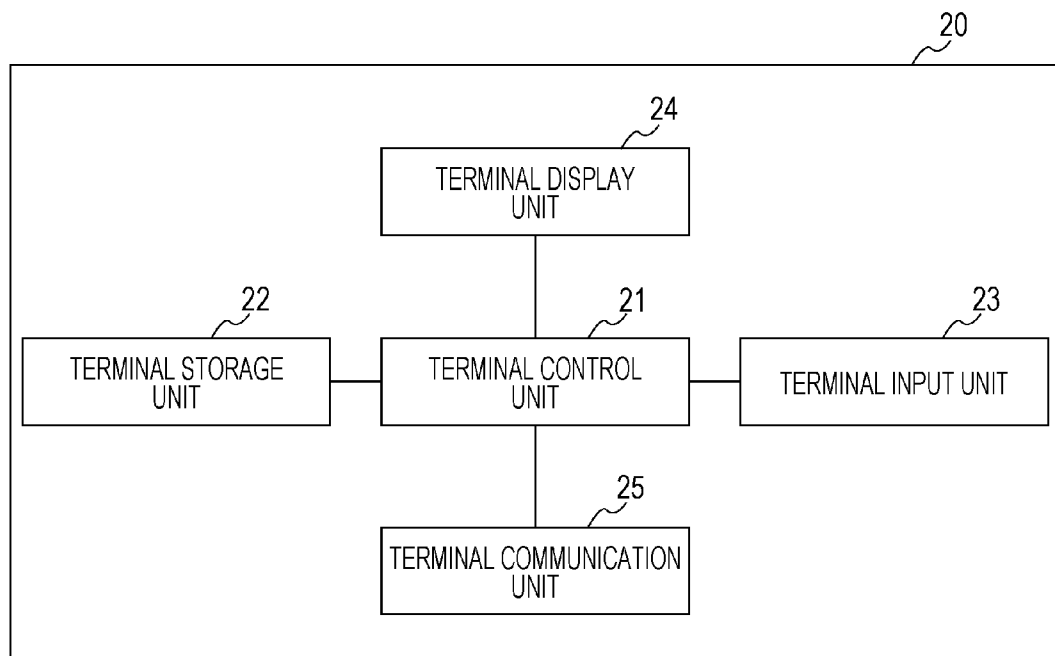 20
24
TERMINAL DISPLAY
UNIT
22
21
23
TERMINAL STORAGE
UNIT
TERMINAL CONTROL
UNIT
TERMINAL INPUT UNIT
25
TERMINAL COMMUNICATION
UNIT